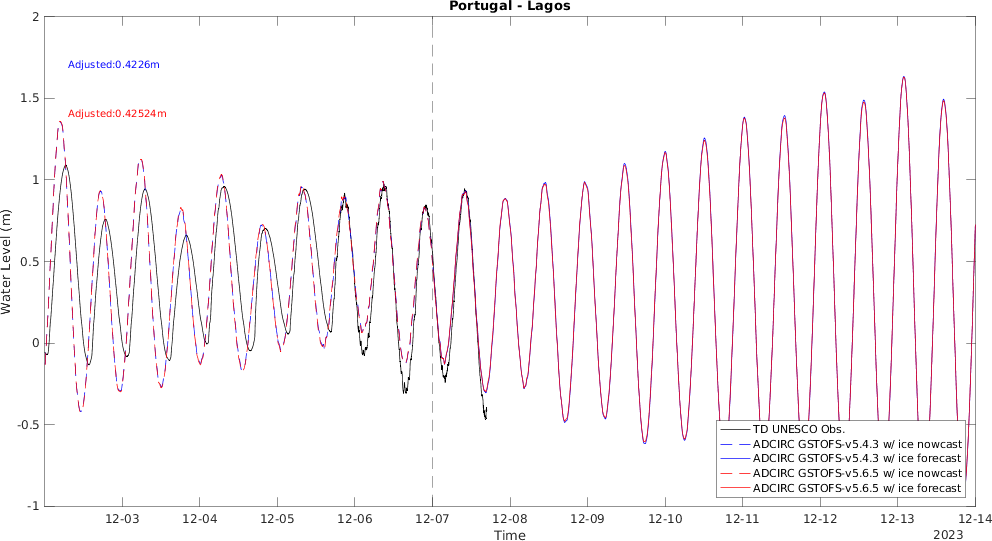 Portugal - Lagos
2
Adjusted:0.4226m
1.5
Adjusted:0.42524m
1
Water Level (m)
0.5
0
-0.5
TD UNESCO Obs.
ADCIRC GSTOFS-v5.4.3 w/ ice nowcast
ADCIRC GSTOFS-v5.4.3 w/ ice forecast
ADCIRC GSTOFS-v5.6.5 w/ ice nowcast
ADCIRC GSTOFS-v5.6.5 w/ ice forecast
-1
12-03 12-04 12-05 12-06 12-07 12-08 12-09 12-10 12-11 12-12 12-13 12-14
Time
2023